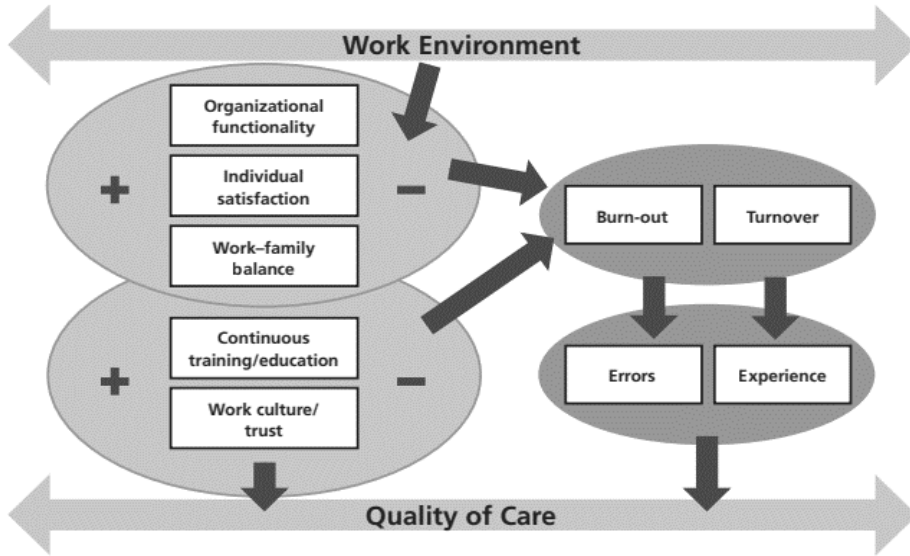 Work Environment
Organizational
functionality
Individual
satisfaction
Work–family
balance
+
–
Burn-out
Turnover
Continuous
training/education
Work culture/
trust
+
–
Errors
Experience
Quality of Care